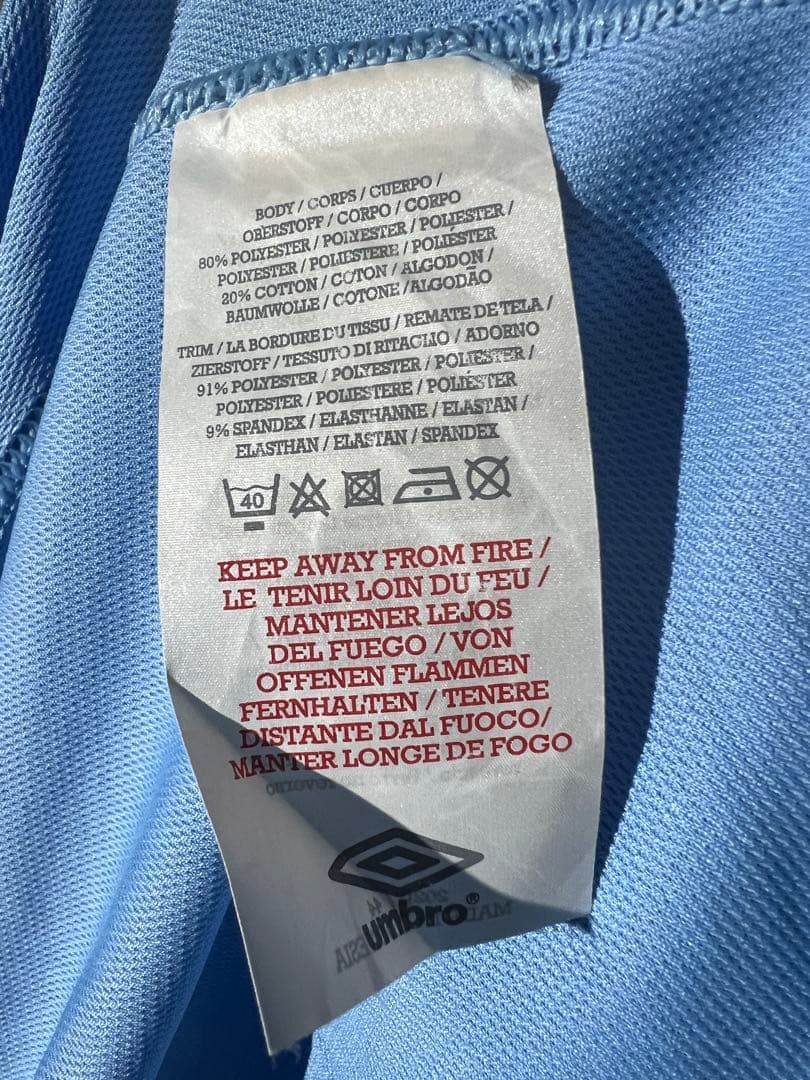 BODY / CORPS / CUERPO /
OBERSTOFF / CORPO / CORPO
80% POLYESTER / POLYESTER / POLIESTER /
POLYESTER / POLIESTERE / POLIÉSTER
20% COTTON / COTON / ALGODON /
BAUMWOLLE / COTONE /ALGODÃO
TRIM / LA BORDURE DU TISSU / REMATE DE TELA /
ZIERSTOFF / TESSUTO DI RITAGLIO / ADORNO
91% POLYESTER / POLYESTER / POLIESTER /
POLYESTER / POLIESTERE / POLIÉSTER
9% SPANDEX / ELASTHANNE / ELASTAN /
ELASTHAN / ELASTAN / SPANDEX
40
KEEP AWAY FROM FIRE /
LE TENIR LOIN DU FEU /
MANTENER LEJOS
DEL FUEGO / VON
OFFENEN FLAMMEN
FERNHALTEN / TENERE
DISTANTE DAL FUOCO/
MANTER LONGE DE FOGO
umbro®